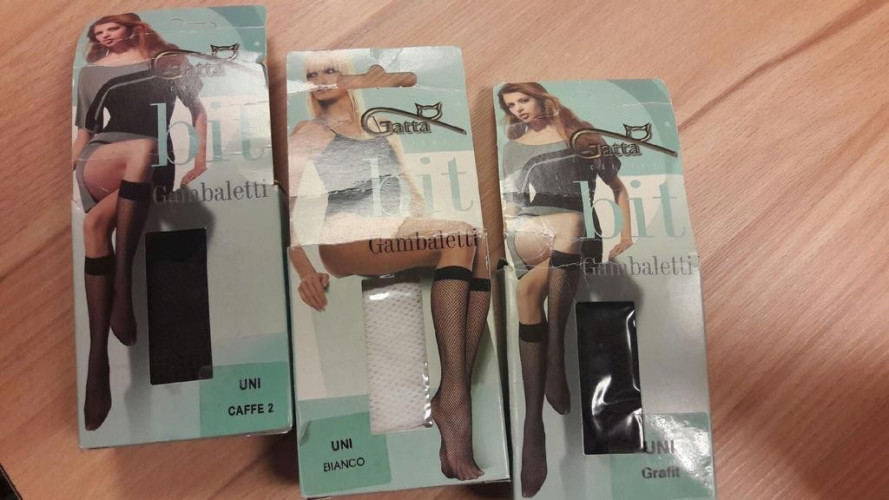 Gatta
bit
Gambaletti
UNI
CAFFE 2
Gatta
bit
Gambaletti
UNI
BIANCO
Gatta
bit
Gambaletti
UNI
Grafit